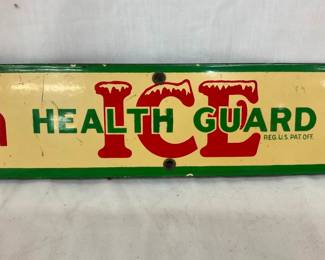 ICE
HEALTH GUARD
REG. U.S. PAT. OFF.